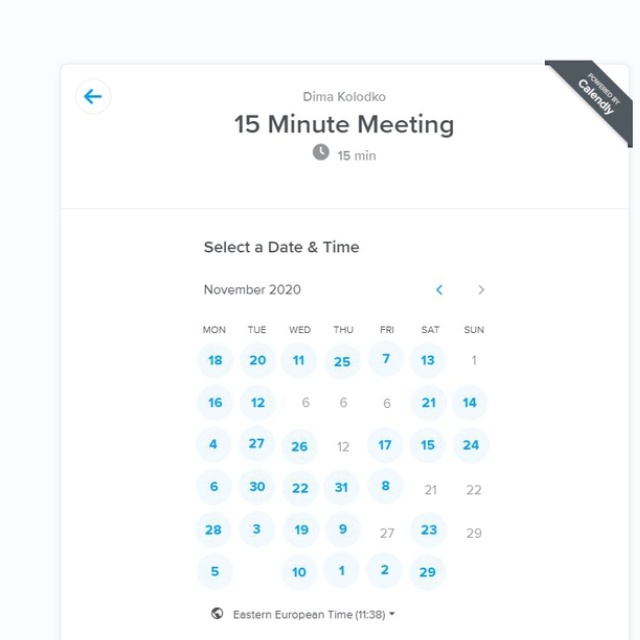 POWERED BY
Calendly
Dima Kolodko
15 Minute Meeting
15 min
Select a Date & Time
November 2020
MON TUE WED THU FRI SAT SUN
18 20 11 25 7 13 1
16 12 6 6 6 21 14
4 27 26 12 17 15 24
6 30 22 31 8 21 22
28 3 19 9 27 23 29
5 10 1 2 29
Eastern European Time (11:38)